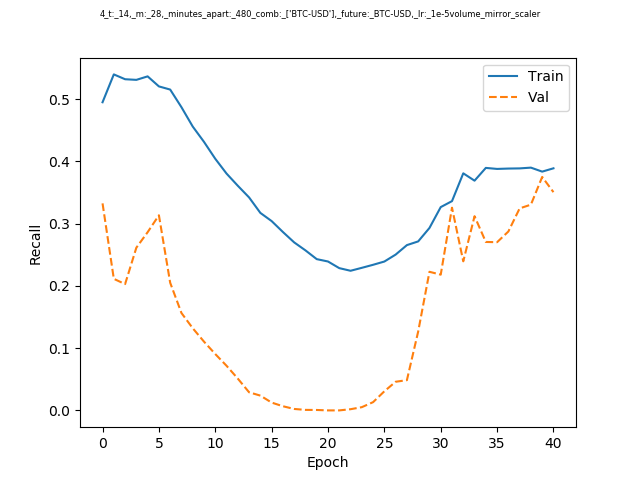 4_t:_14,_m:_28,_minutes_apart:_480_comb:_['BTC-USD'],_future:_BTC-USD,_lr:_1e-5volume_mirror_scaler
Train
Val
0.5
0.4
0.3
0.2
0.1
0.0
Recall
0 5 10 15 20 25 30 35 40
Epoch